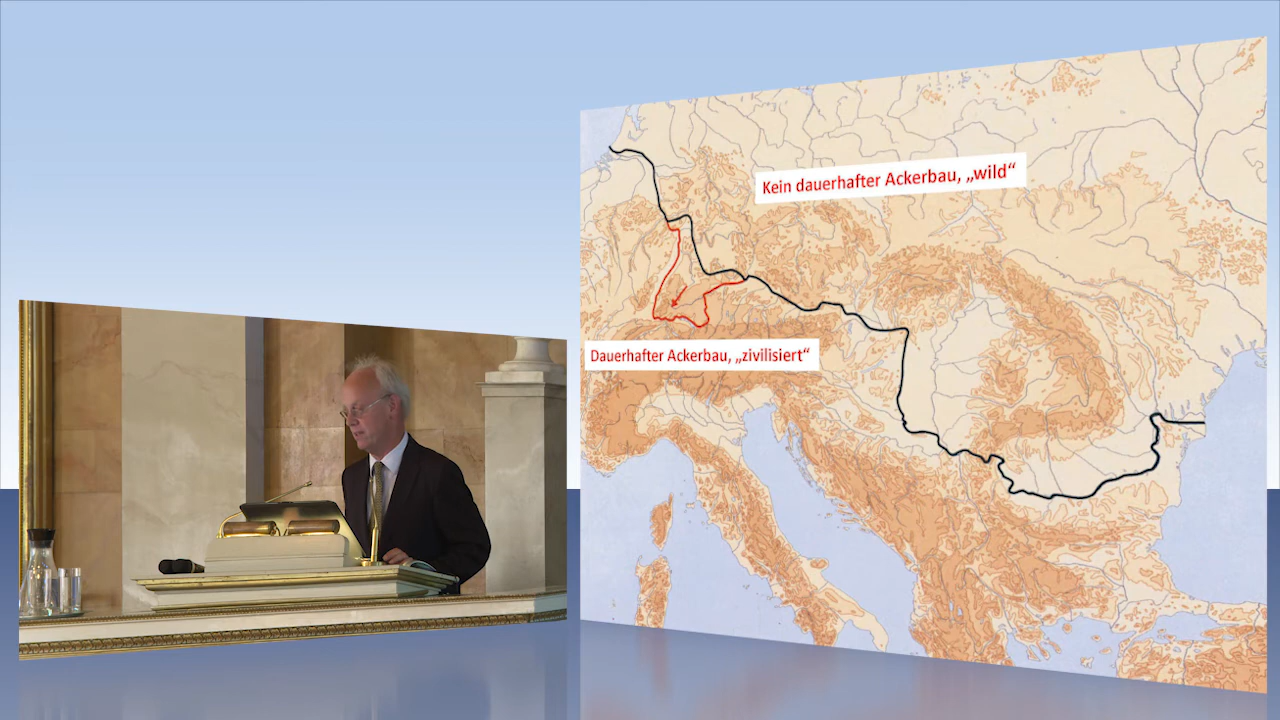 Kein dauerhafter Ackerbau, „wild“
Dauerhafter Ackerbau, „zivilisiert“